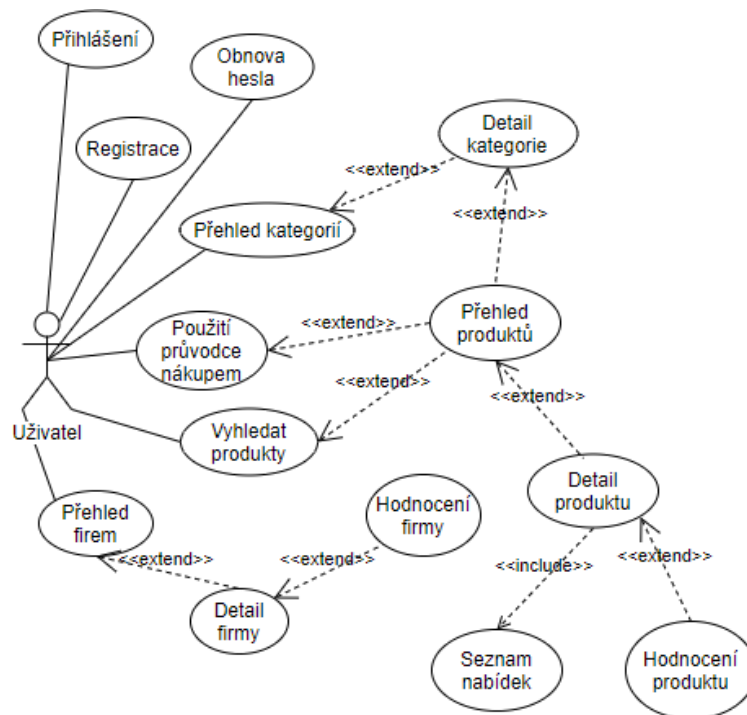 Přihlášení
Obnova
hesla
Registrace
Detail
kategorie
<<extend>>
Přehled kategorií
<<extend>>
Použití
průvodce
nákupem
<<extend>>
Přehled
produktů
<<extend>>
Uživatel
Vyhledat
produkty
<<extend>>
Detail
produktu
Přehled
firem
Hodnocení
firmy
<<extend>>
<<extend>>
<<include>>
<<extend>>
Detail
firmy
Seznam
nabídek
Hodnocení
produktu